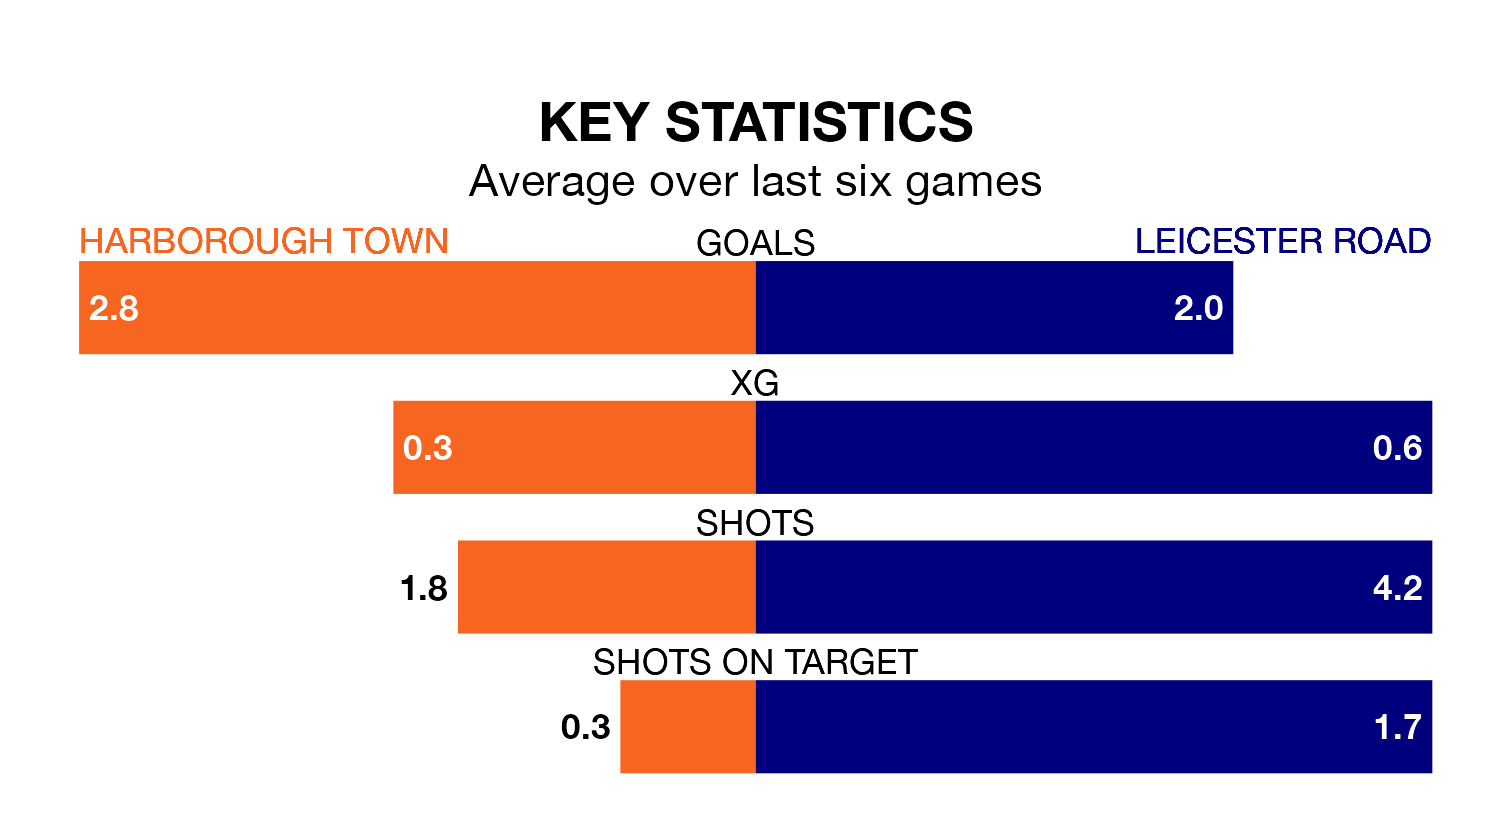 KEY STATISTICS
Average over last six games
HARBOROUGH TOWN GOALS LEICESTER ROAD
2.8 2.0
XG
0.3 0.6
SHOTS
1.8 4.2
SHOTS ON TARGET
0.3 1.7